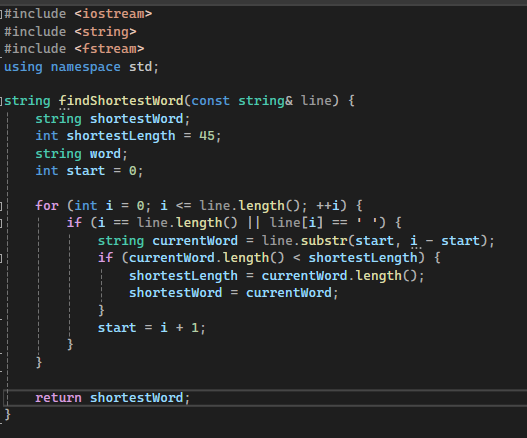 #include <iostream>
#include <string>
#include <fstream>
using namespace std;

string findShortestWord(const string& line) {
    string shortestWord;
    int shortestLength = 45;
    string word;
    int start = 0;

    for (int i = 0; i <= line.length(); ++i) {
        if (i == line.length() || line[i] == ' ') {
            string currentWord = line.substr(start, i - start);
            if (currentWord.length() < shortestLength) {
                shortestLength = currentWord.length();
                shortestWord = currentWord;
            }
            start = i + 1;
        }
    }

    return shortestWord;
}